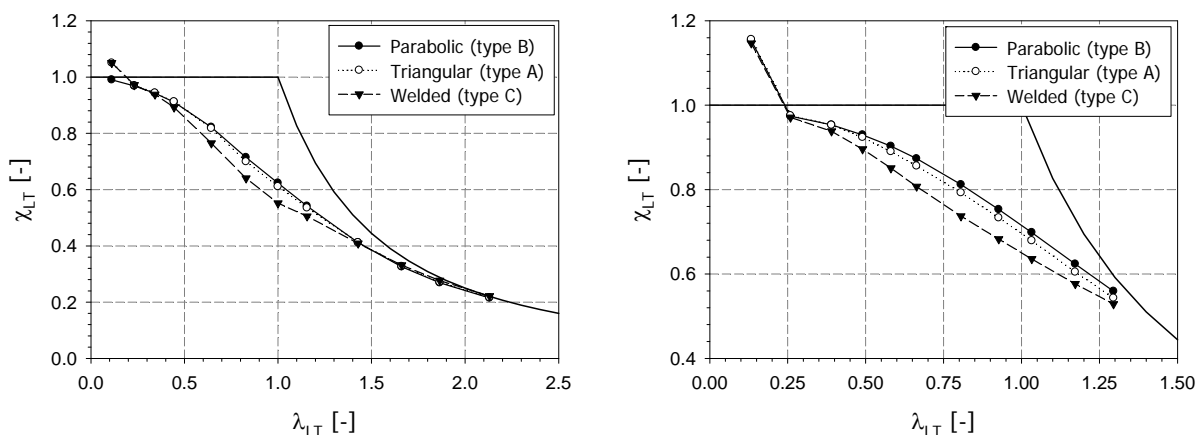 1.2
1.0
0.8
0.6
0.4
0.2
0.0
χLT [-]
0.0 0.5 1.0 1.5 2.0 2.5
λLT [-]
Parabolic (type B)
Triangular (type A)
Welded (type C)
1.2
1.0
0.8
0.6
0.4
χLT [-]
0.00 0.25 0.50 0.75 1.00 1.25 1.50
λLT [-]
Parabolic (type B)
Triangular (type A)
Welded (type C)